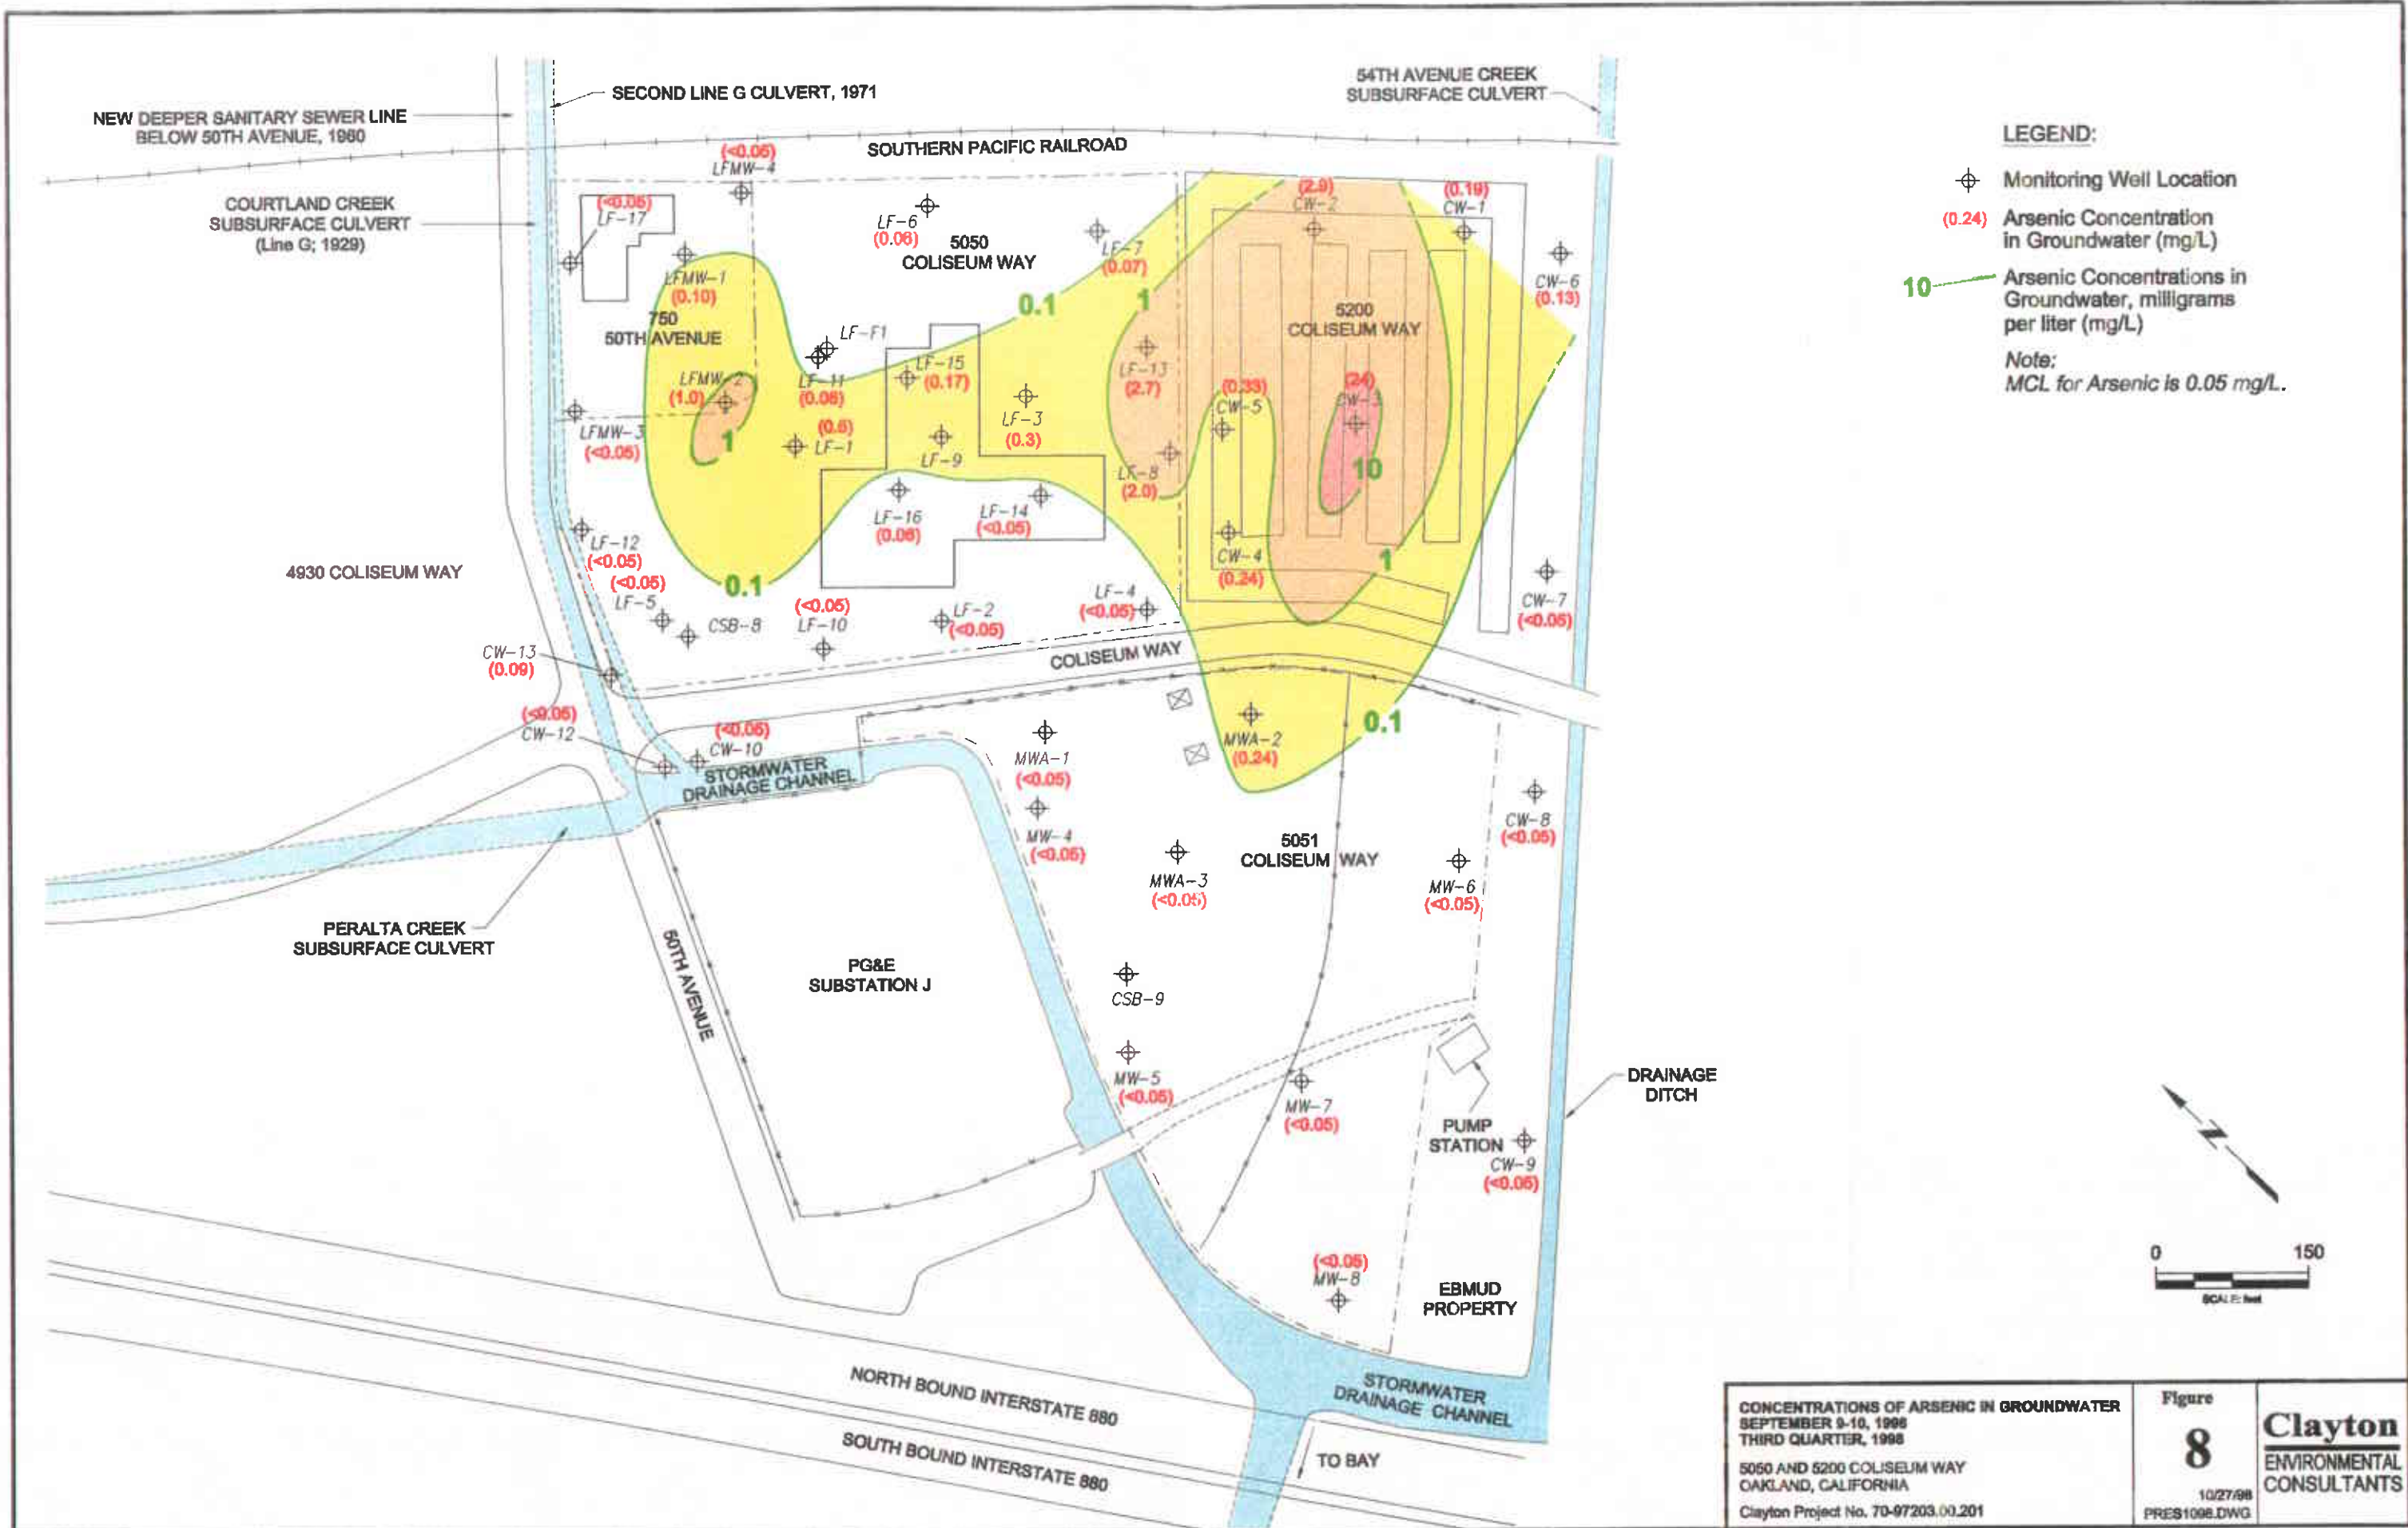 SECOND LINE G CULVERT, 1971
54TH AVENUE CREEK
SUBSURFACE CULVERT
NEW DEEPER SANITARY SEWER LINE
BELOW 50TH AVENUE, 1960
SOUTHERN PACIFIC RAILROAD
COURTLAND CREEK
SUBSURFACE CULVERT
(Line G; 1929)
LEGEND:
Monitoring Well Location
(0.24) Arsenic Concentration
in Groundwater (mg/L)
10 Arsenic Concentrations in
Groundwater, milligrams
per liter (mg/L)
Note:
MCL for Arsenic is 0.05 mg/L.
(<0.05)
LFMW-4
(<0.05)
LF-17
LF-6
(0.06)
5050
COLISEUM WAY
LF-7
(0.07)
(2.9)
CW-2
(0.19)
CW-1
CW-6
(0.13)
LFMW-1
(0.10)
750
50TH AVENUE
0.1
1
5200
COLISEUM WAY
LF-F1
LF-11
(0.06)
LF-15
(0.17)
LF-13
(2.7)
LFMW-2
(1.0)
1
(0.33)
CW-5
(24)
CW-3
10
LFMW-3
(<0.05)
LF-1
LF-9
LF-3
(0.3)
LF-8
(2.0)
LF-16
(0.06)
LF-14
(<0.05)
LF-12
(<0.05)
CW-4
(0.24)
1
4930 COLISEUM WAY
0.1
(<0.05)
LF-5
CSB-8
(<0.05)
LF-10
LF-2
(<0.05)
LF-4
(<0.05)
CW-7
(<0.05)
COLISEUM WAY
CW-13
(0.09)
CW-12
(<0.05)
CW-10
STORMWATER
DRAINAGE CHANNEL
MWA-1
(<0.05)
MWA-2
(0.24)
0.1
MW-4
(<0.05)
MWA-3
(<0.05)
5051
COLISEUM WAY
CW-8
(<0.05)
MW-6
(<0.05)
PERALTA CREEK
SUBSURFACE CULVERT
50TH AVENUE
PG&E
SUBSTATION J
CSB-9
MW-5
(<0.05)
MW-7
(<0.05)
PUMP
STATION
CW-9
(<0.05)
DRAINAGE
DITCH
(<0.05)
MW-8
EBMUD
PROPERTY
Z
0 150
SCALE: feet
NORTH BOUND INTERSTATE 880
SOUTH BOUND INTERSTATE 880
STORMWATER
DRAINAGE CHANNEL
TO BAY
CONCENTRATIONS OF ARSENIC IN GROUNDWATER
SEPTEMBER 9-10, 1998
THIRD QUARTER, 1998
5050 AND 5200 COLISEUM WAY
OAKLAND, CALIFORNIA
Clayton Project No. 70-97203.00.201
Figure
8
10/27/98
PRES1098.DWG
Clayton
ENVIRONMENTAL
CONSULTANTS